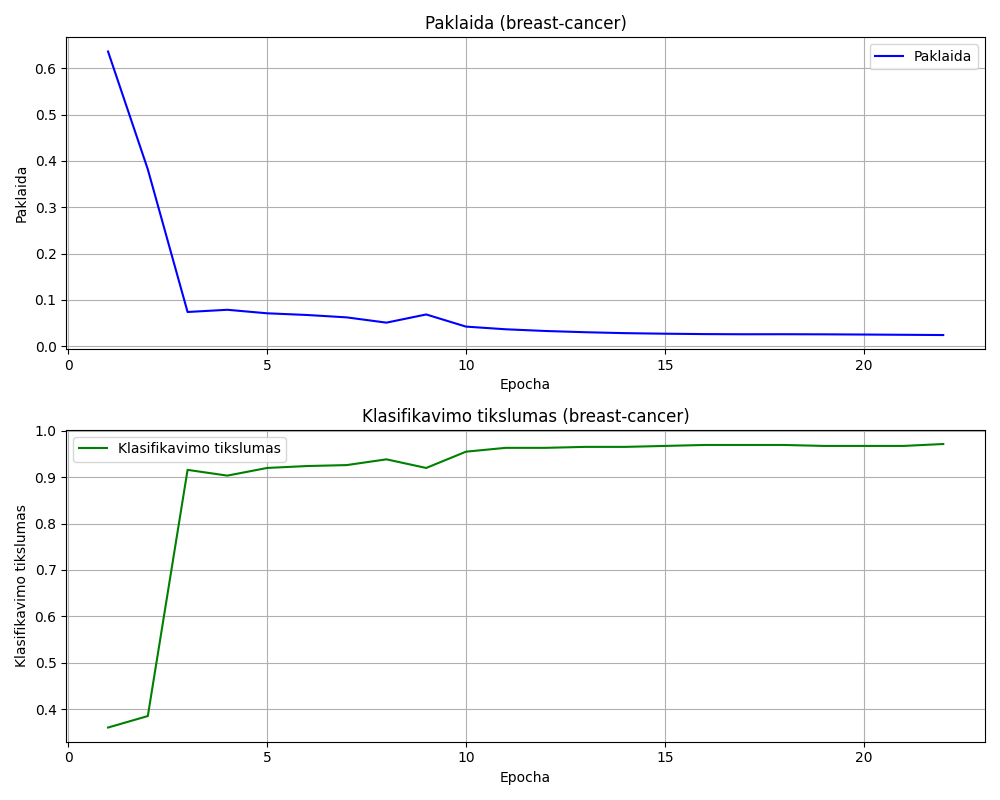 Paklaida (breast-cancer)
Paklaida
0.6
0.5
0.4
0.3
0.2
0.1
0.0
Paklaida
0 5 10 15 20
Epocha
Klasifikavimo tikslumas (breast-cancer)
Klasifikavimo tikslumas
1.0
0.9
0.8
0.7
0.6
0.5
0.4
Klasifikavimo tikslumas
0 5 10 15 20
Epocha